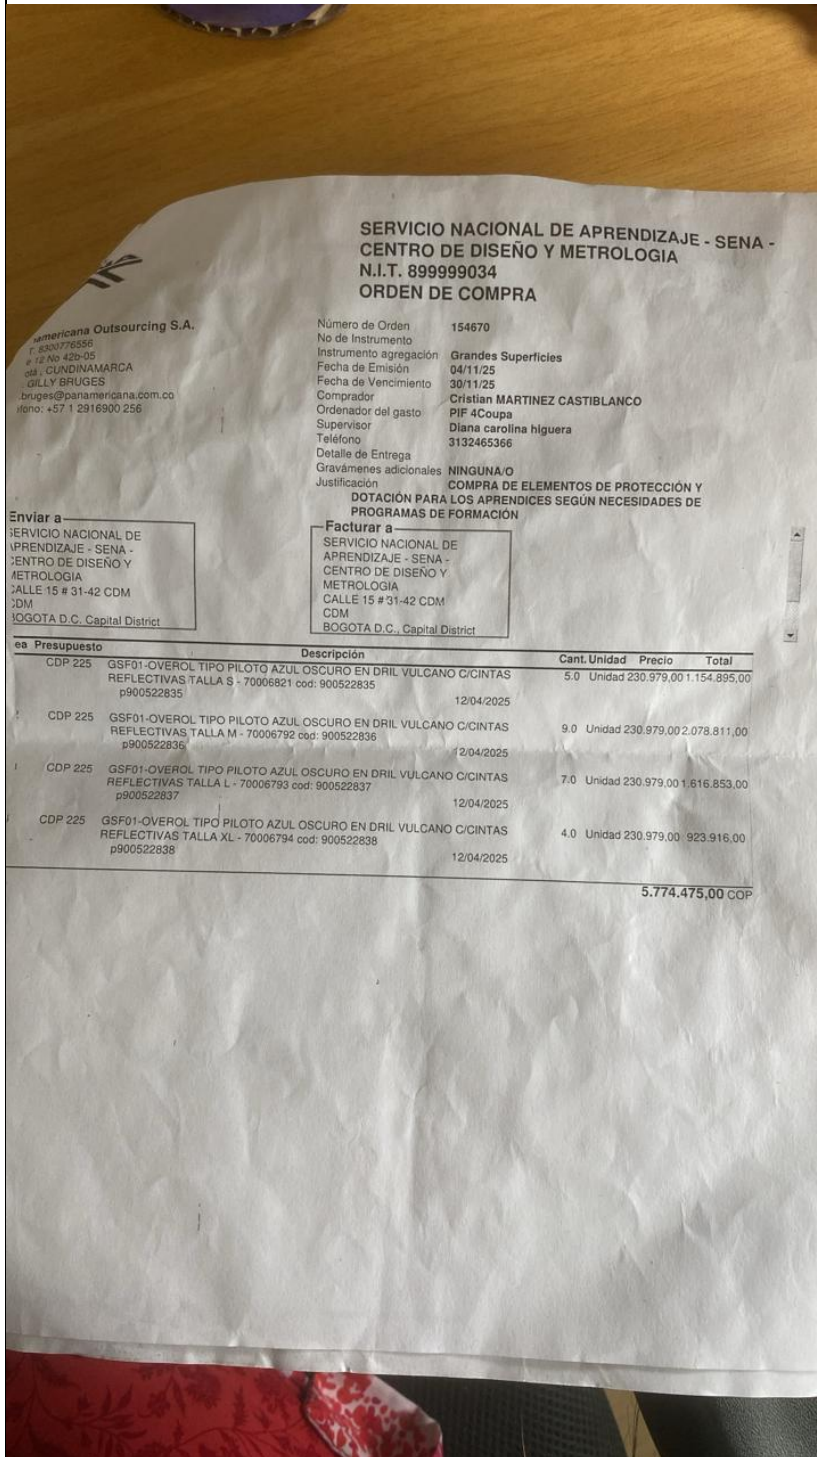 SERVICIO NACIONAL DE APRENDIZAJE - SENA -
CENTRO DE DISEÑO Y METROLOGIA
N.I.T. 899999034
ORDEN DE COMPRA
americana Outsourcing S.A.
T. 8300776556
e 12 No 42b-05
otá , CUNDINAMARCA
. GILLY BRUGES
.bruges@panamericana.com.co
fono: +57 1 2916900 256
Número de Orden 154670
No de Instrumento
Instrumento agregación Grandes Superficies
Fecha de Emisión 04/11/25
Fecha de Vencimiento 30/11/25
Comprador Cristian MARTINEZ CASTIBLANCO
Ordenador del gasto PIF 4Coupa
Supervisor Diana carolina higuera
Teléfono 3132465366
Detalle de Entrega
Gravámenes adicionales NINGUNA/O
Justificación COMPRA DE ELEMENTOS DE PROTECCIÓN Y
DOTACIÓN PARA LOS APRENDICES SEGÚN NECESIDADES DE
PROGRAMAS DE FORMACIÓN
Enviar a
SERVICIO NACIONAL DE
APRENDIZAJE - SENA -
CENTRO DE DISEÑO Y
METROLOGIA
CALLE 15 # 31-42 CDM
CDM
BOGOTA D.C. Capital District
Facturar a
SERVICIO NACIONAL DE
APRENDIZAJE - SENA -
CENTRO DE DISEÑO Y
METROLOGIA
CALLE 15 # 31-42 CDM
CDM
BOGOTA D.C., Capital District
ea Presupuesto Descripción Cant. Unidad Precio Total
CDP 225 GSF01-OVEROL TIPO PILOTO AZUL OSCURO EN DRIL VULCANO C/CINTAS 5.0 Unidad 230.979,00 1.154.895,00
REFLECTIVAS TALLA S - 70006821 cod: 900522835
p900522835 12/04/2025
CDP 225 GSF01-OVEROL TIPO PILOTO AZUL OSCURO EN DRIL VULCANO C/CINTAS 9.0 Unidad 230.979,00 2.078.811,00
REFLECTIVAS TALLA M - 70006792 cod: 900522836
p900522836 12/04/2025
CDP 225 GSF01-OVEROL TIPO PILOTO AZUL OSCURO EN DRIL VULCANO C/CINTAS 7.0 Unidad 230.979,00 1.616.853,00
REFLECTIVAS TALLA L - 70006793 cod: 900522837
p900522837 12/04/2025
CDP 225 GSF01-OVEROL TIPO PILOTO AZUL OSCURO EN DRIL VULCANO C/CINTAS 4.0 Unidad 230.979,00 923.916,00
REFLECTIVAS TALLA XL - 70006794 cod: 900522838
p900522838 12/04/2025
5.774.475,00 COP